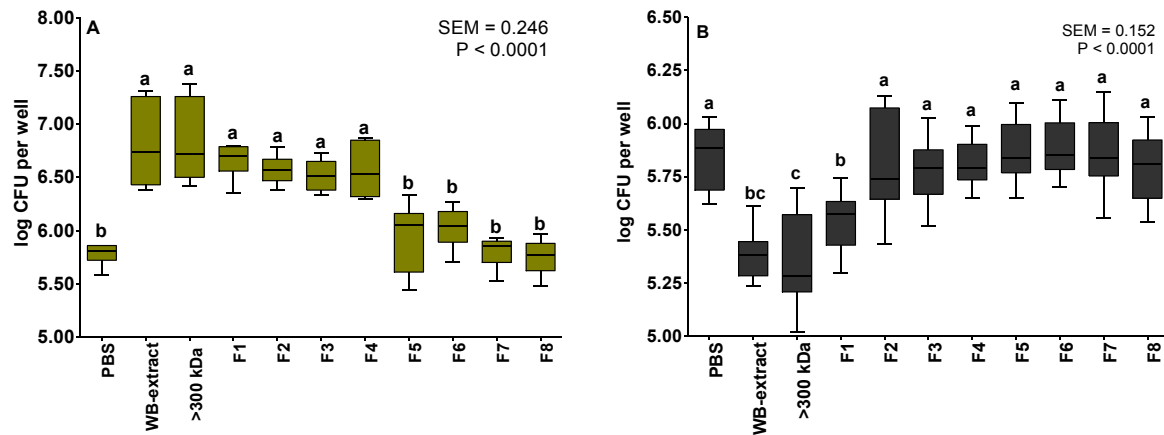 A
SEM = 0.246
P < 0.0001
log CFU per well
8.00
7.50
7.00
6.50
6.00
5.50
5.00
b
a
a
a
a
a
a
b
b
b
b
PBS
WB-extract
>300 kDa
F1
F2
F3
F4
F5
F6
F7
F8
B
SEM = 0.152
P < 0.0001
log CFU per well
6.50
6.25
6.00
5.75
5.50
5.25
5.00
a
bc
c
b
a
a
a
a
a
a
a
PBS
WB-extract
>300 kDa
F1
F2
F3
F4
F5
F6
F7
F8